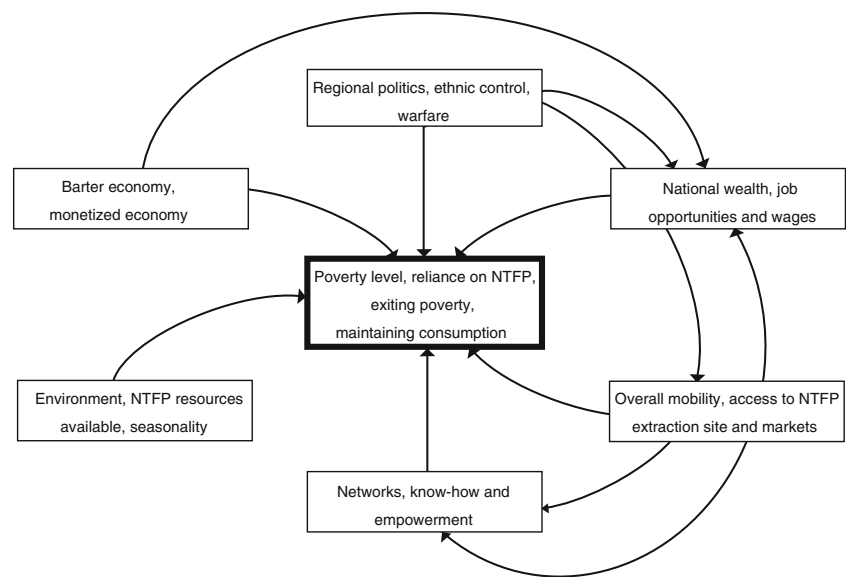 Regional politics, ethnic control,
warfare
Barter economy,
monetized economy
National wealth, job
opportunities and wages
Poverty level, reliance on NTFP,
exiting poverty,
maintaining consumption
Environment, NTFP resources
available, seasonality
Overall mobility, access to NTFP
extraction site and markets
Networks, know-how and
empowerment